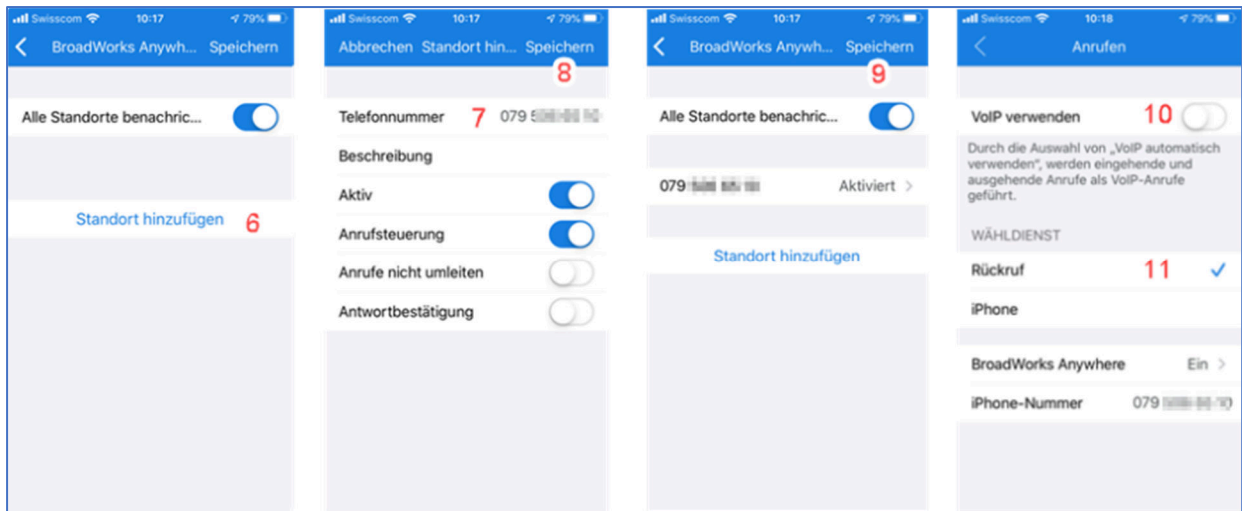 Swisscom 10:17 79%
BroadWorks Anywh... Speichern
Alle Standorte benachric...
Standort hinzufügen 6
Swisscom 10:17 79%
Abbrechen Standort hin... Speichern
8
Telefonnummer 7 079
Beschreibung
Aktiv
Anrufsteuerung
Anrufe nicht umleiten
Antwortbestätigung
Swisscom 10:17 79%
BroadWorks Anywh... Speichern
9
Alle Standorte benachric...
079 Aktiviert >
Standort hinzufügen
Swisscom 10:18 79%
Anrufen
VoIP verwenden 10
Durch die Auswahl von „VoIP automatisch
verwenden", werden eingehende und
ausgehende Anrufe als VoIP-Anrufe
geführt.
WÄHLDIENST
Rückruf 11
iPhone
BroadWorks Anywhere Ein >
iPhone-Nummer 079